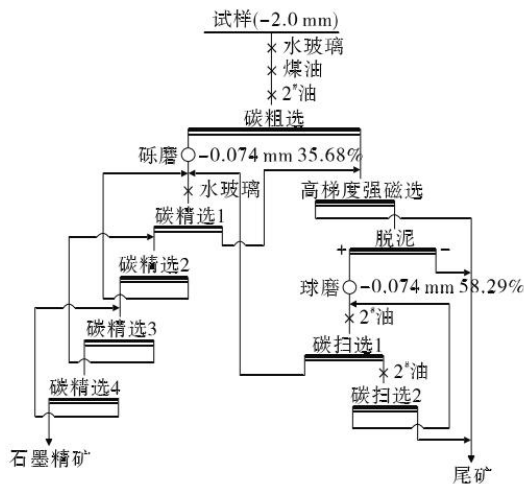 试样(-2.0 mm)
水玻璃
煤油
2#油
碳粗选
砾磨
-0.074 mm 35.68%
水玻璃
碳精选1
高梯度强磁选
脱泥
+
-
碳精选2
球磨
-0.074 mm 58.29%
2#油
碳精选3
碳扫选1
2#油
碳精选4
碳扫选2
石墨精矿
尾矿